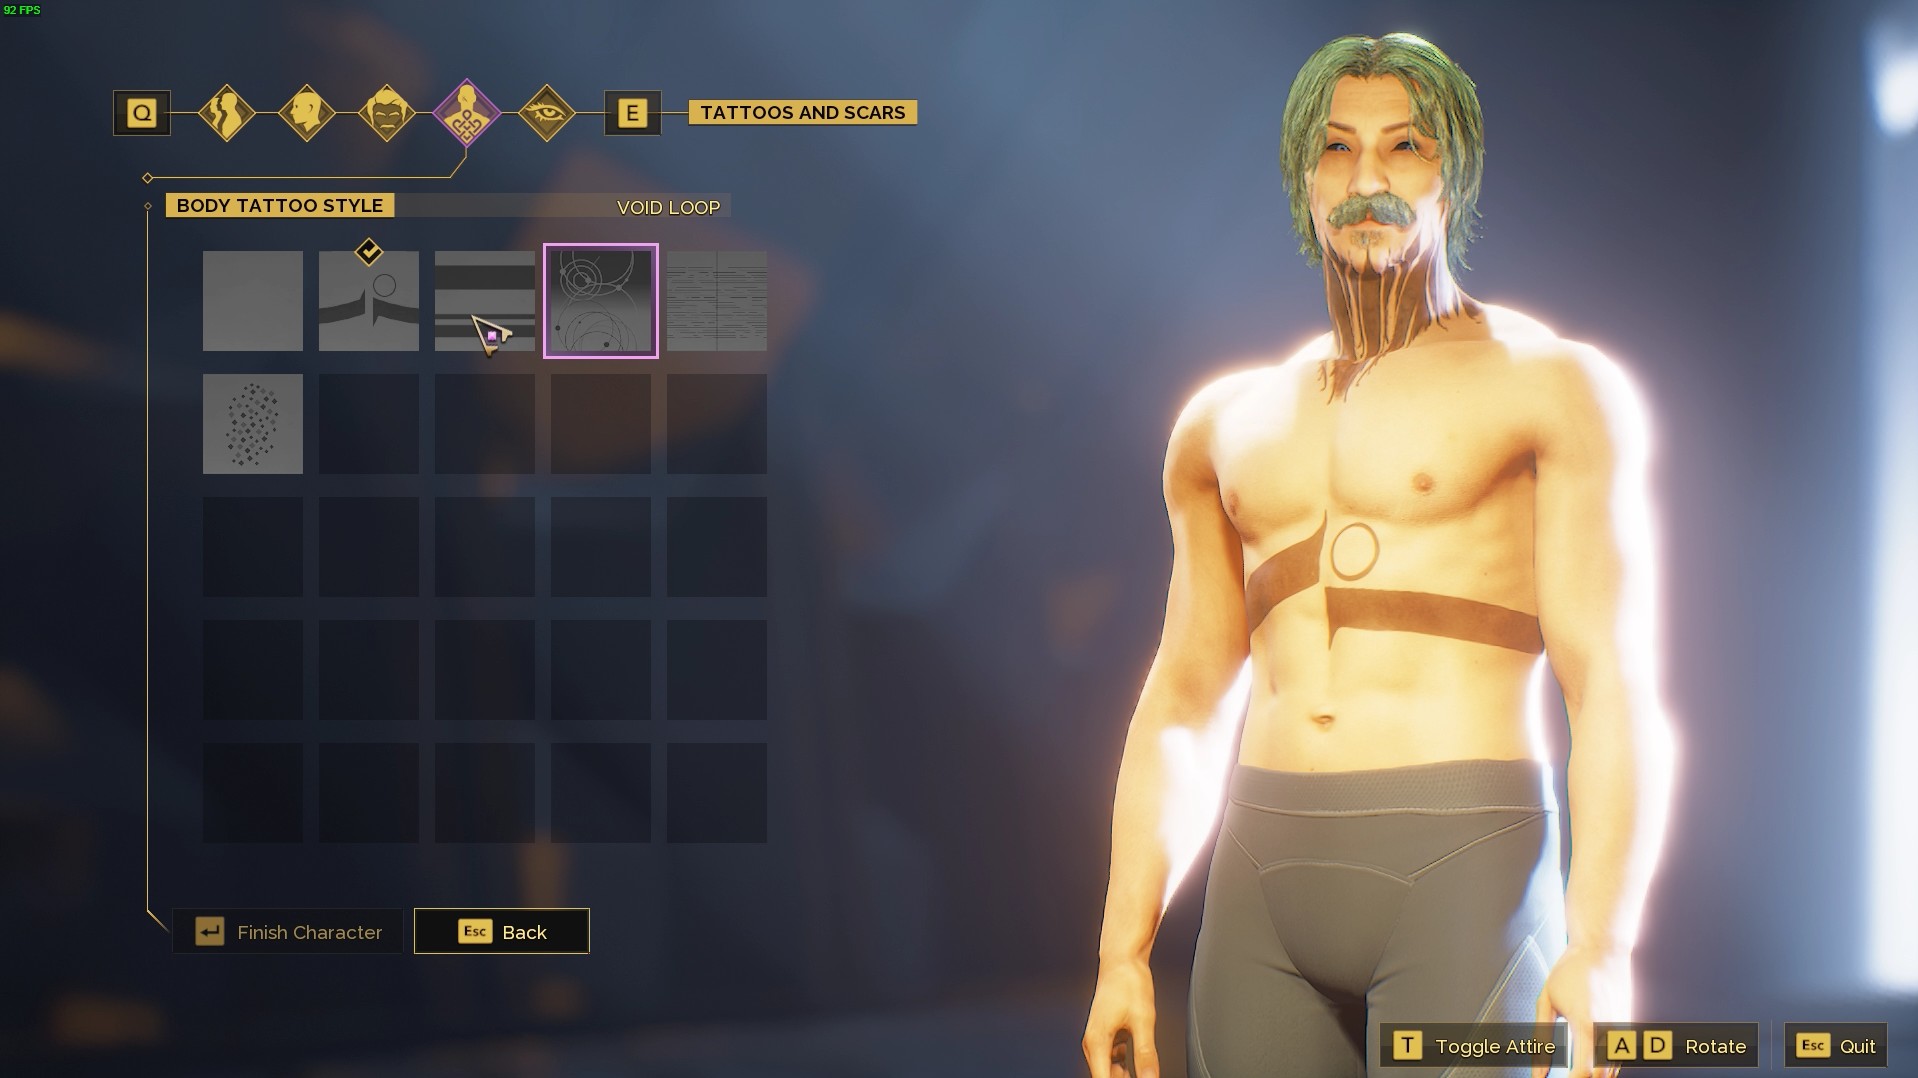 92 FPS
Q
E
TATTOOS AND SCARS
BODY TATTOO STYLE
VOID LOOP
Finish Character
Esc Back
T Toggle Attire
A D Rotate
Esc Quit